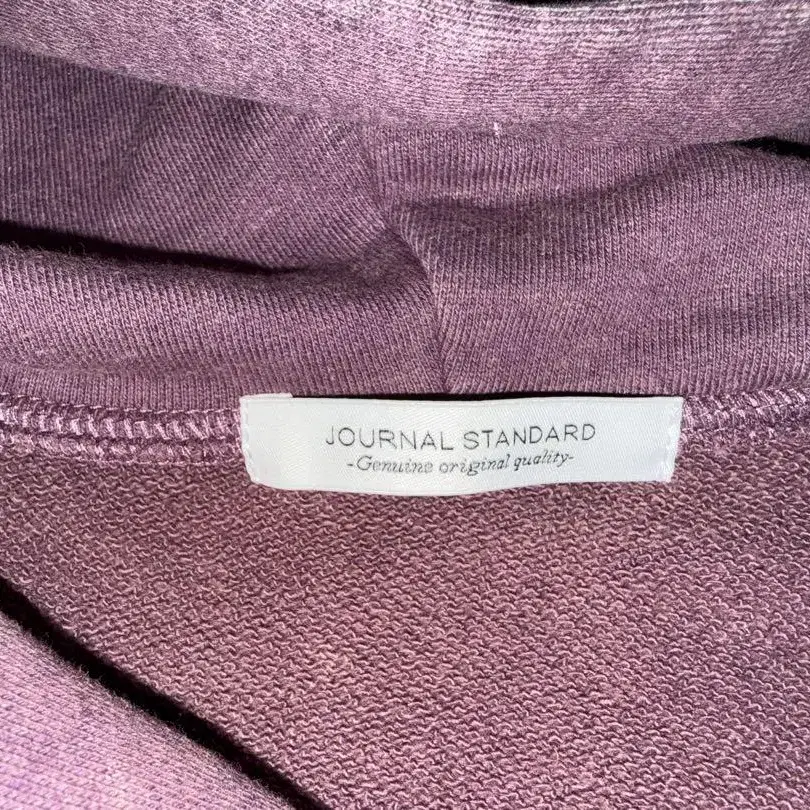 JOURNAL STANDARD
-Genuine original quality-